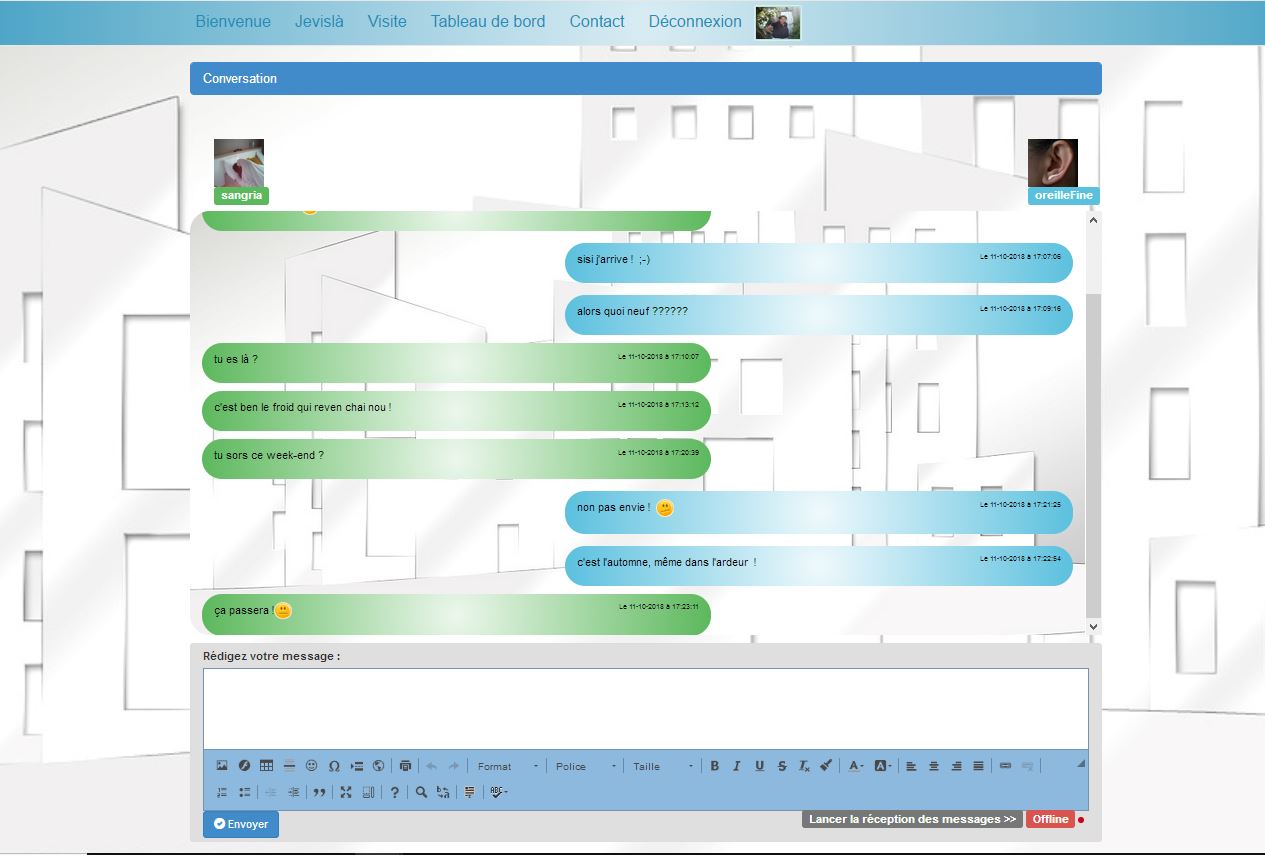 Bienvenue Jevislà Visite Tableau de bord Contact Déconnexion
Conversation
sangria oreilleFine
sisi j'arrive ! ;-) Le 11-10-2018 à 17:07:06
alors quoi neuf ?????? Le 11-10-2018 à 17:09:16
tu es là ? Le 11-10-2018 à 17:10:07
c'est ben le froid qui reven chai nou ! Le 11-10-2018 à 17:13:12
tu sors ce week-end ? Le 11-10-2018 à 17:20:39
non pas envie ! Le 11-10-2018 à 17:21:25
c'est l'automne, même dans l'ardeur ! Le 11-10-2018 à 17:22:54
ça passera ! Le 11-10-2018 à 17:23:11
Rédigez votre message :
Format Police Taille B I U S Tx A A
? ABC
Envoyer Lancer la réception des messages >> Offline